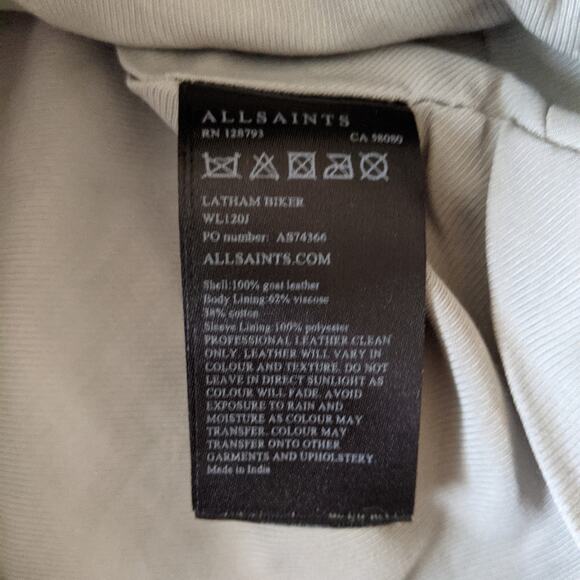 ALLSAINTS
RN 128793 CA 58080
LATHAM BIKER
WL120J
PO number: AS74366
ALLSAINTS.COM
Shell:100% goat leather
Body Lining:62% viscose
38% cotton
Sleeve Lining:100% polyester
PROFESSIONAL LEATHER CLEAN
ONLY. LEATHER WILL VARY IN
COLOUR AND TEXTURE. DO NOT
LEAVE IN DIRECT SUNLIGHT AS
COLOUR WILL FADE. AVOID
EXPOSURE TO RAIN AND
MOISTURE AS COLOUR MAY
TRANSFER. COLOUR MAY
TRANSFER ONTO OTHER
GARMENTS AND UPHOLSTERY.
Made in India